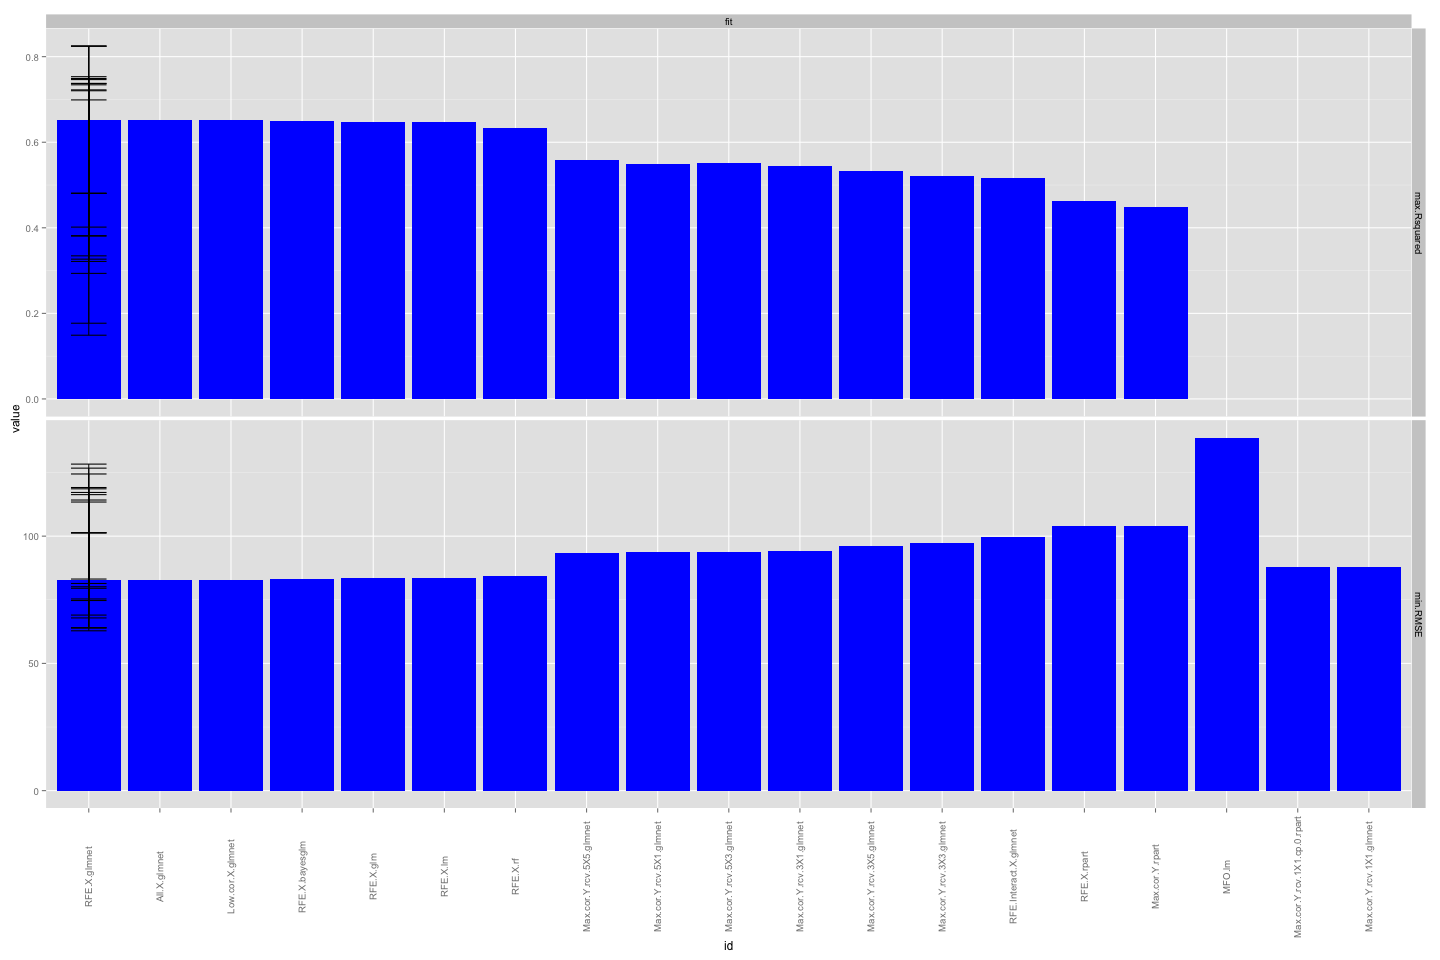 fit
0.8
0.6
0.4
0.2
0.0
max.Rsquared
value
100
50
0
min.RMSE
RFE.X.glmnet
All.X.glmnet
Low.cor.X.glmnet
RFE.X.bayesglm
RFE.X.glm
RFE.X.lm
RFE.X.rf
Max.cor.Y.rcv.5X5.glmnet
Max.cor.Y.rcv.5X1.glmnet
Max.cor.Y.rcv.5X3.glmnet
Max.cor.Y.rcv.3X1.glmnet
Max.cor.Y.rcv.3X5.glmnet
Max.cor.Y.rcv.3X3.glmnet
RFE.Interact.X.glmnet
RFE.X.rpart
Max.cor.Y.rpart
MFO.lm
Max.cor.Y.rcv.1X1.cp.0.rpart
Max.cor.Y.rcv.1X1.glmnet
id